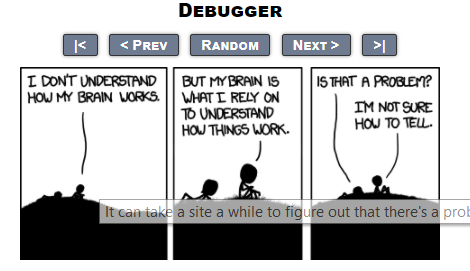 DEBUGGER
|< < PREV RANDOM NEXT > >|
I DON'T UNDERSTAND
HOW MY BRAIN WORKS.
BUT MY BRAIN IS
WHAT I RELY ON
TO UNDERSTAND
HOW THINGS WORK.
IS THAT A PROBLEM?
I'M NOT SURE
HOW TO TELL.
It can take a site a while to figure out that there's a